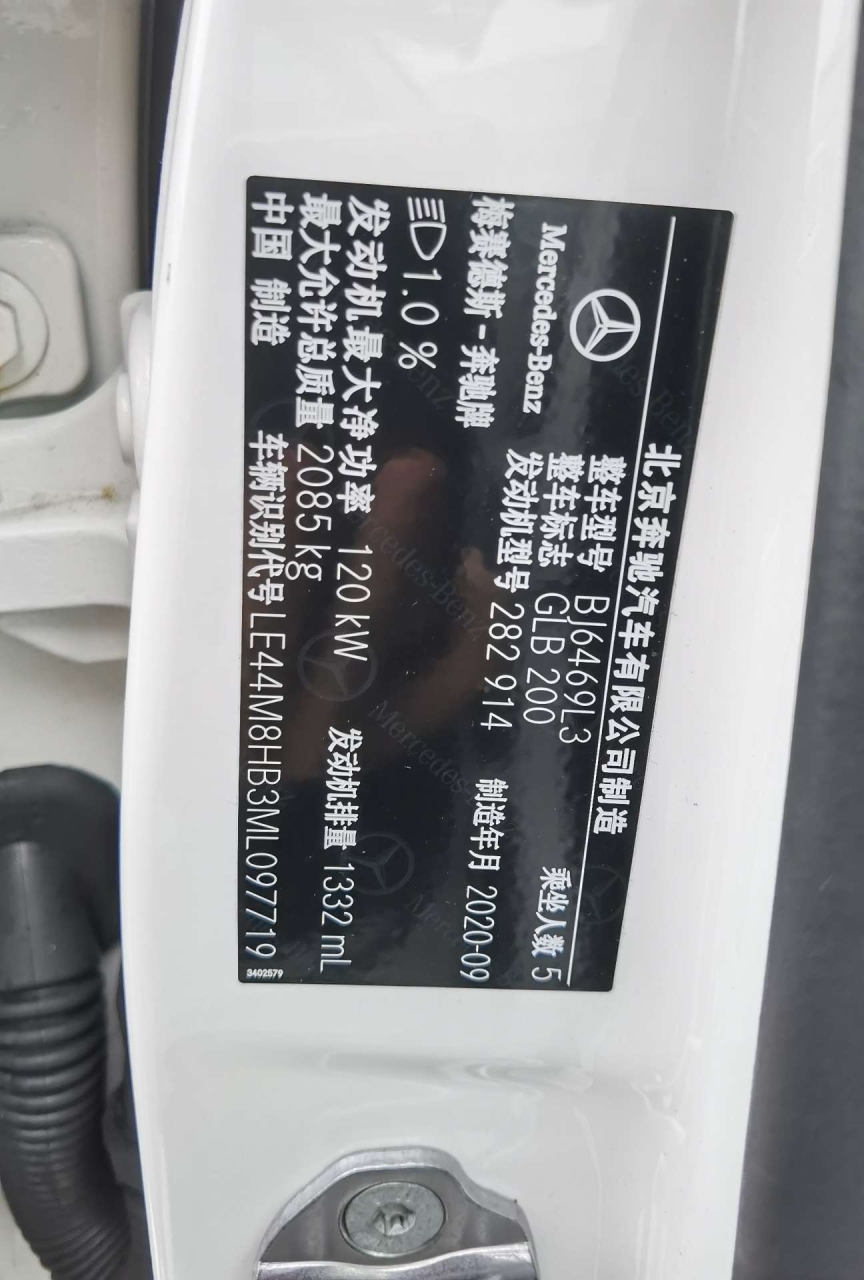 北京奔驰汽车有限公司制造
Mercedes-Benz
整车型号 BJ6469L3
整车标志 GLB 200 乘坐人数 5
梅赛德斯-奔驰牌 发动机型号 282 914 制造年月 2020-09
1.0 %
发动机最大净功率 120 kW 发动机排量 1332 mL
最大允许总质量 2085 kg
中国 制造 车辆识别代号 LE44M8HB3ML097719
3402579